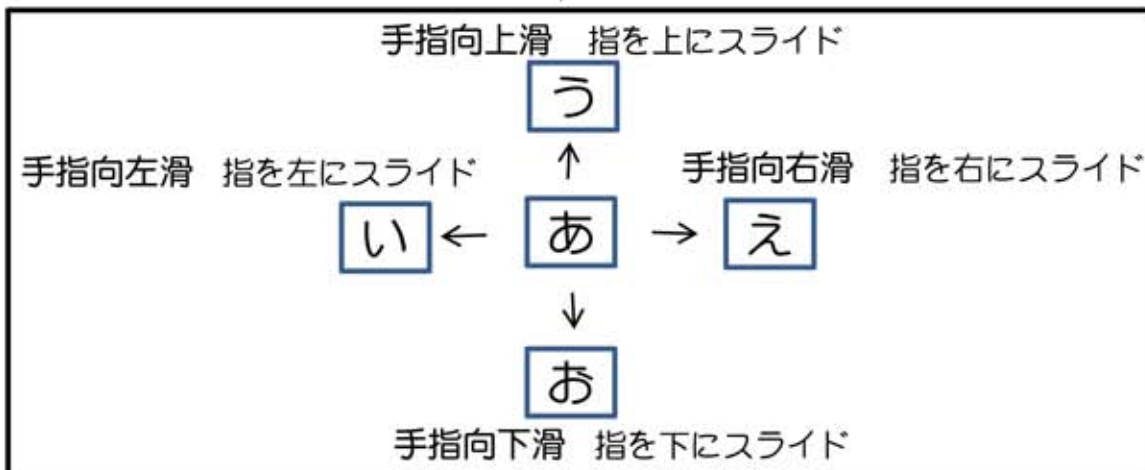 手指向上滑 指を上にスライド
う
手指向左滑 指を左にスライド
手指向右滑 指を右にスライド
い ← あ → え
お
手指向下滑 指を下にスライド